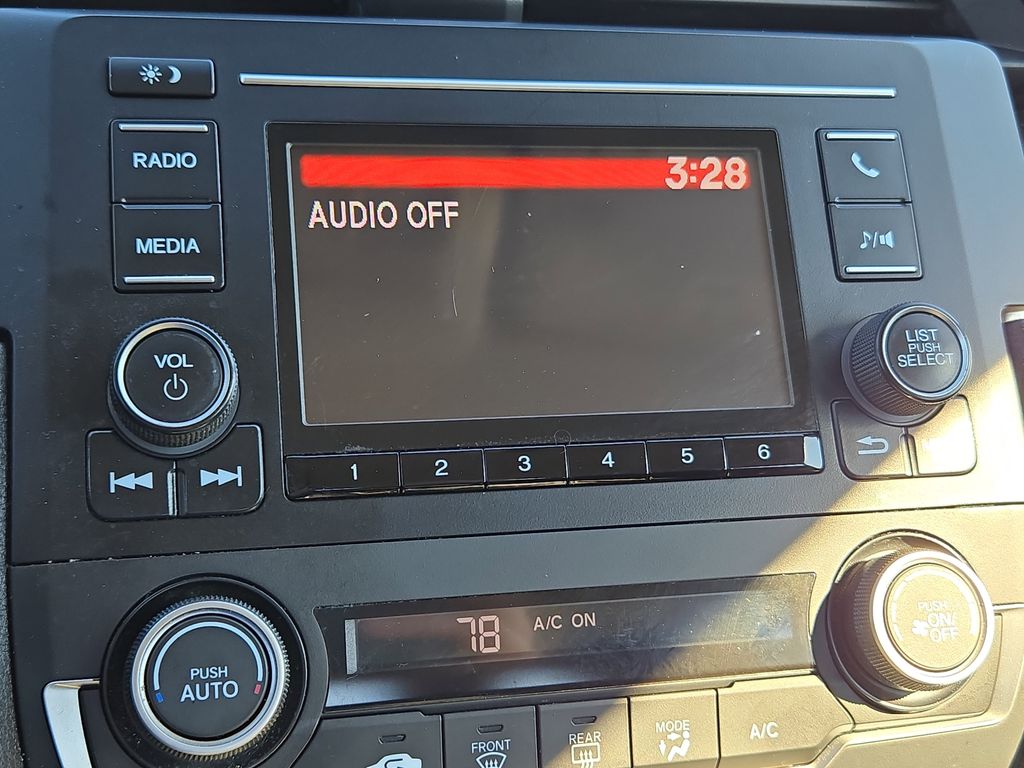 RADIO
MEDIA
3:28
AUDIO OFF
VOL
LIST
PUSH
SELECT
1 2 3 4 5 6
78 A/C ON
PUSH
AUTO
PUSH
ON/
OFF
FRONT
REAR
MODE
A/C